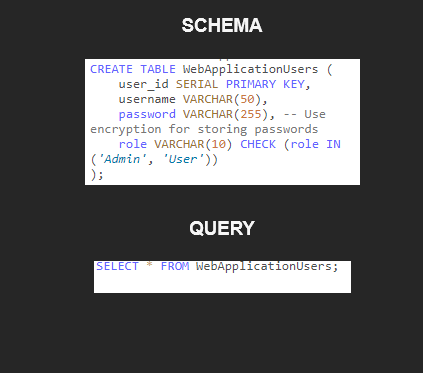 SCHEMA
CREATE TABLE WebApplicationUsers (
user_id SERIAL PRIMARY KEY,
username VARCHAR(50),
password VARCHAR(255), -- Use
encryption for storing passwords
role VARCHAR(10) CHECK (role IN
('Admin', 'User'))
);
QUERY
SELECT * FROM WebApplicationUsers;